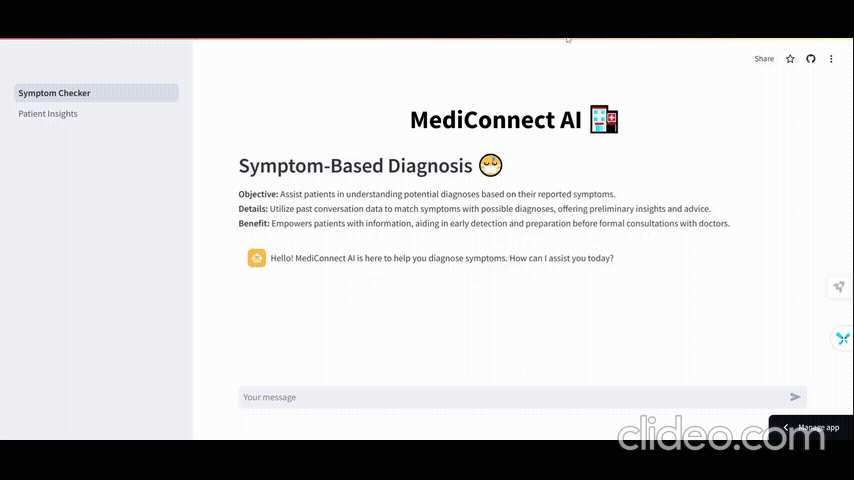 Share
Symptom Checker
Patient Insights
MediConnect AI
Symptom-Based Diagnosis
Objective: Assist patients in understanding potential diagnoses based on their reported symptoms.
Details: Utilize past conversation data to match symptoms with possible diagnoses, offering preliminary insights and advice.
Benefit: Empowers patients with information, aiding in early detection and preparation before formal consultations with doctors.
Hello! MediConnect AI is here to help you diagnose symptoms. How can I assist you today?
Your message
Manage app
clideo.com